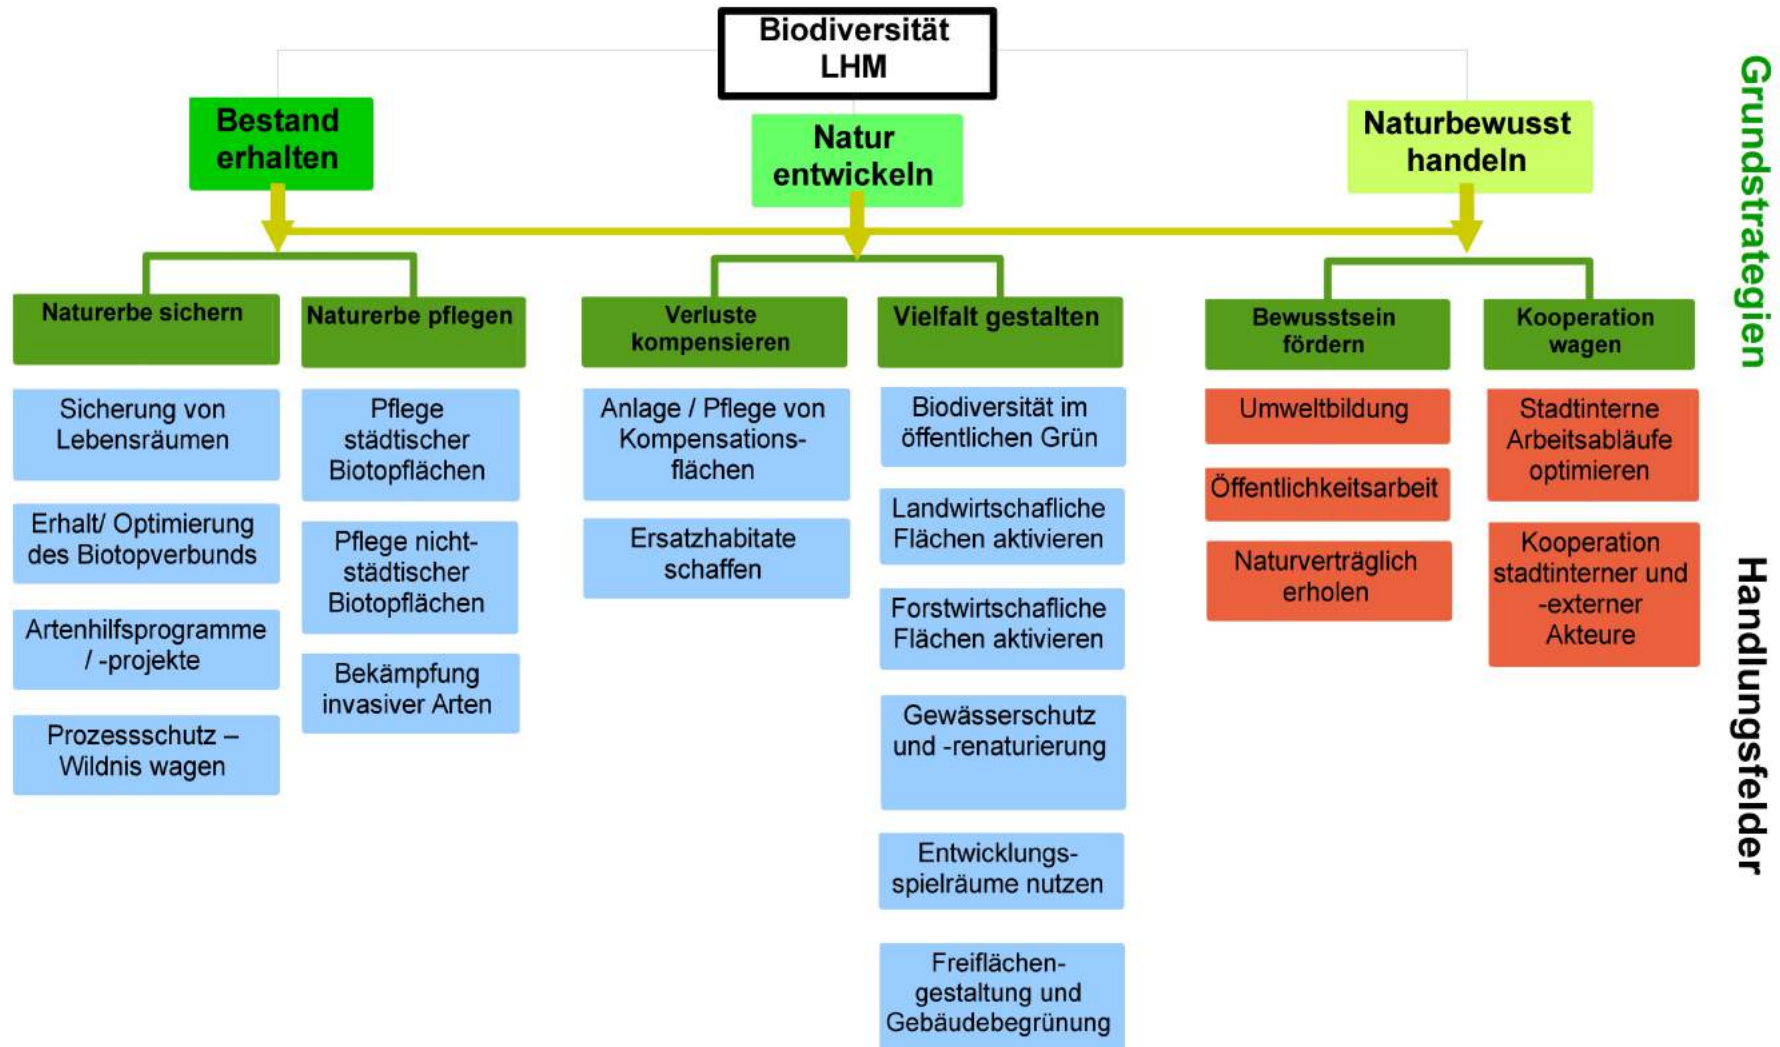 Biodiversität
LHM
Bestand
erhalten
Natur
entwickeln
Naturbewusst
handeln
Grundstrategien
Naturerbe sichern
Naturerbe pflegen
Verluste
kompensieren
Vielfalt gestalten
Bewusstsein
fördern
Kooperation
wagen
Handlungsfelder
Sicherung von
Lebensräumen
Erhalt/ Optimierung
des Biotopverbunds
Artenhilfsprogramme
/ -projekte
Prozessschutz –
Wildnis wagen
Pflege
städtischer
Biotopflächen
Pflege nicht-
städtischer
Biotopflächen
Bekämpfung
invasiver Arten
Anlage / Pflege von
Kompensations-
flächen
Ersatzhabitate
schaffen
Biodiversität im
öffentlichen Grün
Landwirtschafliche
Flächen aktivieren
Forstwirtschafliche
Flächen aktivieren
Gewässerschutz
und -renaturierung
Entwicklungs-
spielräume nutzen
Freiflächen-
gestaltung und
Gebäudebegrünung
Umweltbildung
Öffentlichkeitsarbeit
Naturverträglich
erholen
Stadtinterne
Arbeitsabläufe
optimieren
Kooperation
stadtinterner und
-externer
Akteure